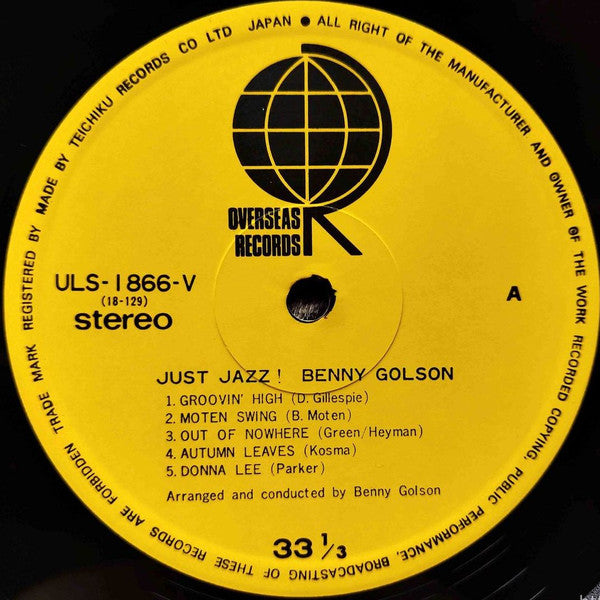 TRADE MARK REGISTERED BY MADE BY TEICHIKU RECORDS CO LTD JAPAN ● ALL RIGHT OF THE MANUFACTURER AND OWNER OF THE WORK RECORDED COPYING, PUBLIC PERFORMANCE, BROADCASTING OF THESE RECORDS ARE FORBIDDEN
OVERSEAS
RECORDS
ULS-1866-V
(18-129)
stereo
A
JUST JAZZ! BENNY GOLSON
1. GROOVIN' HIGH (D. Gillespie)
2. MOTEN SWING (B. Moten)
3. OUT OF NOWHERE (Green/Heyman)
4. AUTUMN LEAVES (Kosma)
5. DONNA LEE (Parker)
Arranged and conducted by Benny Golson
33 1/3